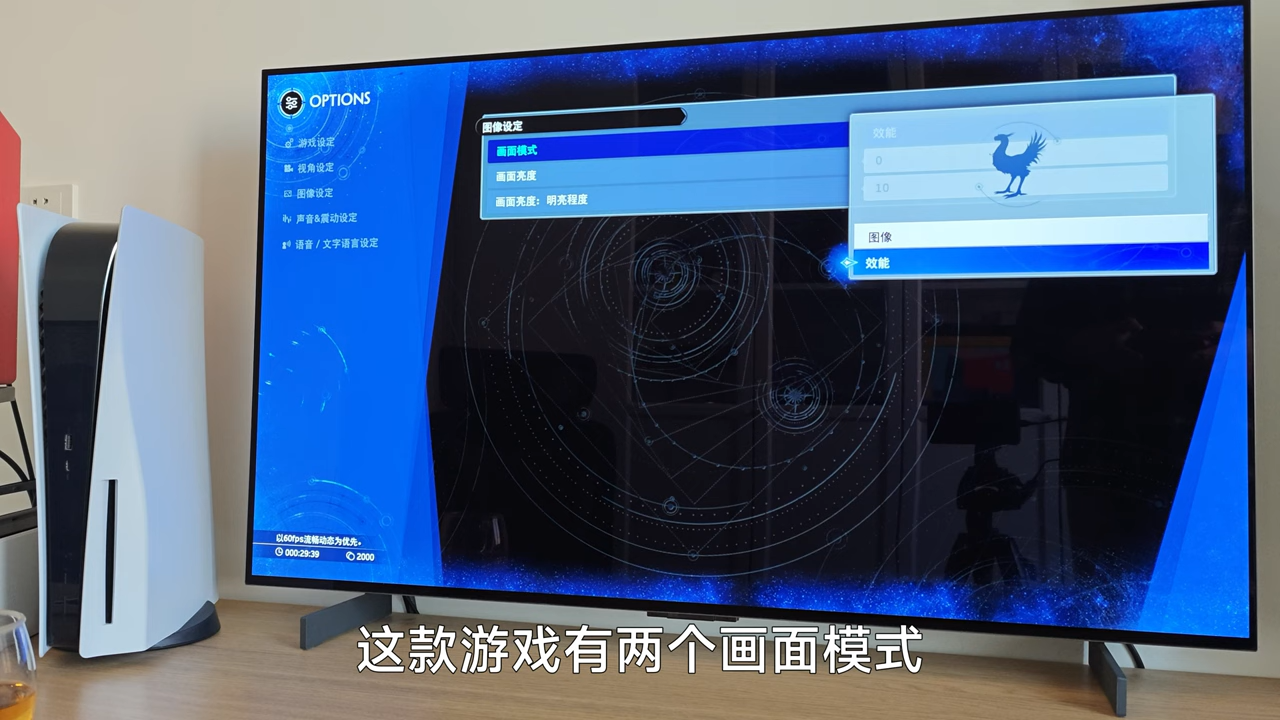 OPTIONS
游戏设定
视角设定
图像设定
声音&震动设定
语音 / 文字语言设定
图像设定
画面模式
画面亮度
画面亮度：明亮程度
效能
0
10
图像
效能
以60fps流畅动态为优先。
000:29:39
2000
这款游戏有两个画面模式